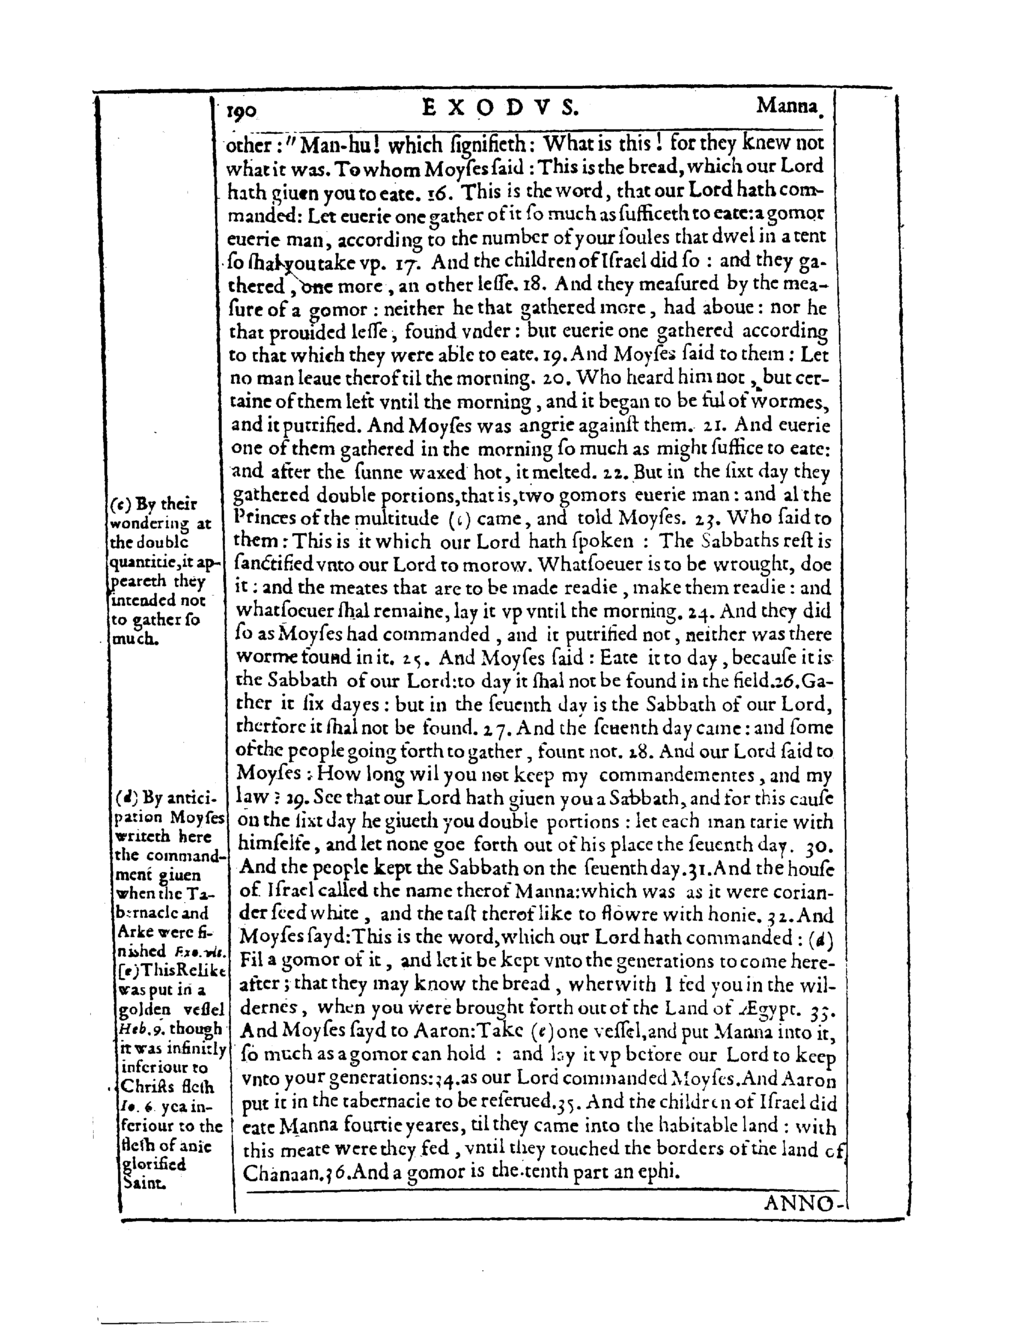 190 EXODVS. Manna.
other:" Man-hu! which ſignifieth: What is this! for they knew not
what it was. To whom Moyſes ſaid: This is the bread, which our Lord
hath giuen you to eate. 16. This is the word, that our Lord hath com-
manded: Let euerie one gather of it ſo much as ſufficeth to eate: a gomor
euerie man, according to the number of your ſoules that dwel in a tent
ſo ſhal you take vp. 17. And the children of Iſrael did ſo: and they ga-
thered, one more, an other leſſe. 18. And they meaſured by the mea-
ſure of a gomor: neither he that gathered more, had aboue: nor he
that prouided leſſe, found vnder: but euerie one gathered according
to that which they were able to eate. 19. And Moyſes ſaid to them: Let
no man leaue therof til the morning. 20. Who heard him not, but cer-
taine of them left vntil the morning, and it began to be ful of wormes,
and it putrified. And Moyſes was angrie againſt them. 21. And euerie
one of them gathered in the morning ſo much as might ſuffice to eate:
and after the ſunne waxed hot, it melted. 22. But in the ſixt day they
gathered double portions, that is, two gomors euerie man: and al the
Princes of the multitude (c) came, and told Moyſes. 23. Who ſaid to
them: This is it which our Lord hath ſpoken: The Sabbaths reſt is
ſanctified vnto our Lord to morow. Whatſoeuer is to be wrought, doe
it: and the meates that are to be made readie, make them readie: and
whatſoeuer ſhal remaine, lay it vp vntil the morning. 24. And they did
ſo as Moyſes had commanded, and it putrified not, neither was there
worme found in it. 25. And Moyſes ſaid: Eate it to day, becauſe it is
the Sabbath of our Lord: to day it ſhal not be found in the field. 26. Ga-
ther it ſix dayes: but in the ſeuenth day is the Sabbath of our Lord,
therfore it ſhal not be found. 27. And the ſeuenth day came: and ſome
of the people going forth to gather, fount not. 28. And our Lord ſaid to
Moyſes: How long wil you not keep my commandementes, and my
law? 29. See that our Lord hath giuen you a Sabbath, and for this cauſe
on the ſixt day he giueth you double portions: let each man tarie with
himſelfe, and let none goe forth out of his place the ſeuenth day. 30.
And the people kept the Sabbath on the ſeuenth day. 31. And the houſe
of Iſrael called the name therof Manna: which was as it were corian-
der ſeed white, and the taſt therof like to flowre with honie. 32. And
Moyſes ſayd: This is the word, which our Lord hath commanded: (d)
Fil a gomor of it, and let it be kept vnto the generations to come here-
after; that they may know the bread, wherwith I fed you in the wil-
dernes, when you were brought forth out of the Land of Ægypt. 33.
And Moyſes ſayd to Aaron: Take (e) one veſſel, and put Manna into it,
ſo much as a gomor can hold: and lay it vp before our Lord to keep
vnto your generations: 34. as our Lord commanded Moyſes. And Aaron
put it in the tabernacle to be reſerued. 35. And the children of Iſrael did
eate Manna fourtie yeares, til they came into the habitable land: with
this meate were they fed, vntil they touched the borders of the land of
Chanaan. 36. And a gomor is the tenth part an ephi.
ANNO-
(c) By their
wondering at
the double
quantitie, it ap-
peareth they
intended not
to gather ſo
much.
(d) By antici-
pation Moyſes
writeth here
the command-
ment giuen
when the Ta-
bernacle and
Arke were fi-
nished Exo. vlt.
(e) This Relike
was put in a
golden veſſel
Heb. 9. though
it was infinitly
inferiour to
Chriſts fleſh
Io. 6. yea in-
feriour to the
fleſh of anie
glorified
Saint.